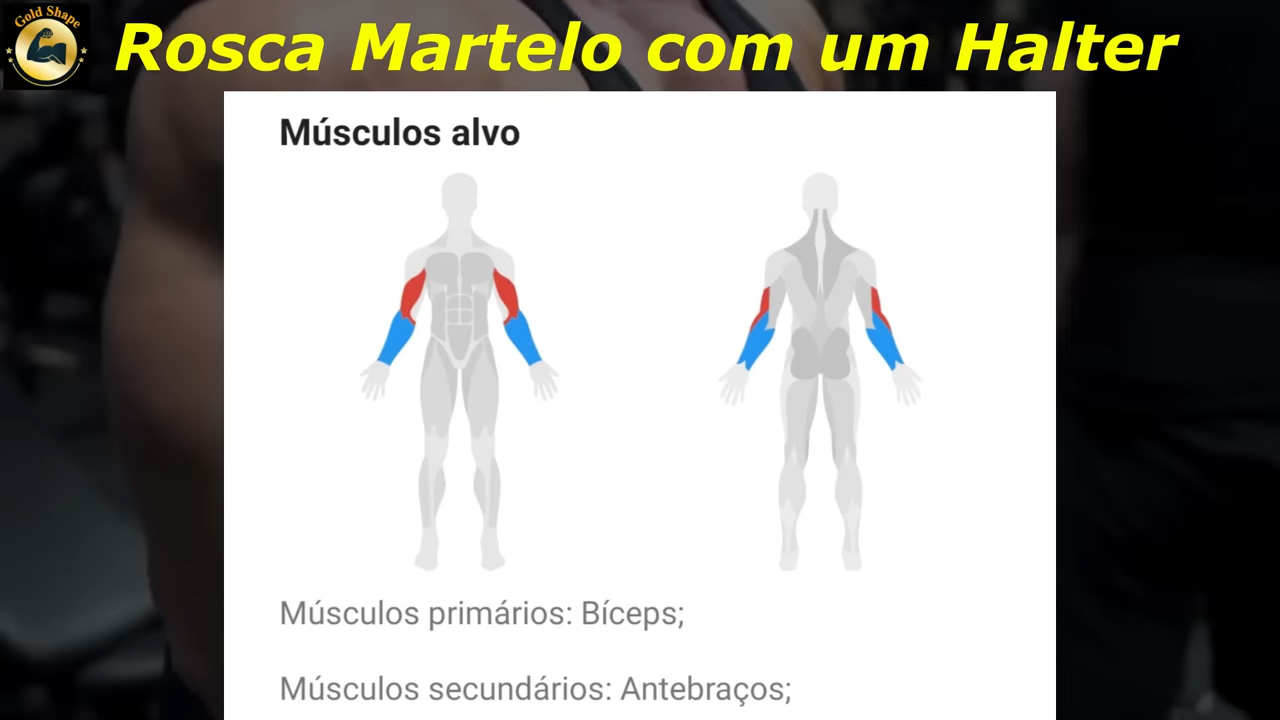 Gold Shape
Rosca Martelo com um Halter
Músculos alvo
Músculos primários: Bíceps;
Músculos secundários: Antebraços;